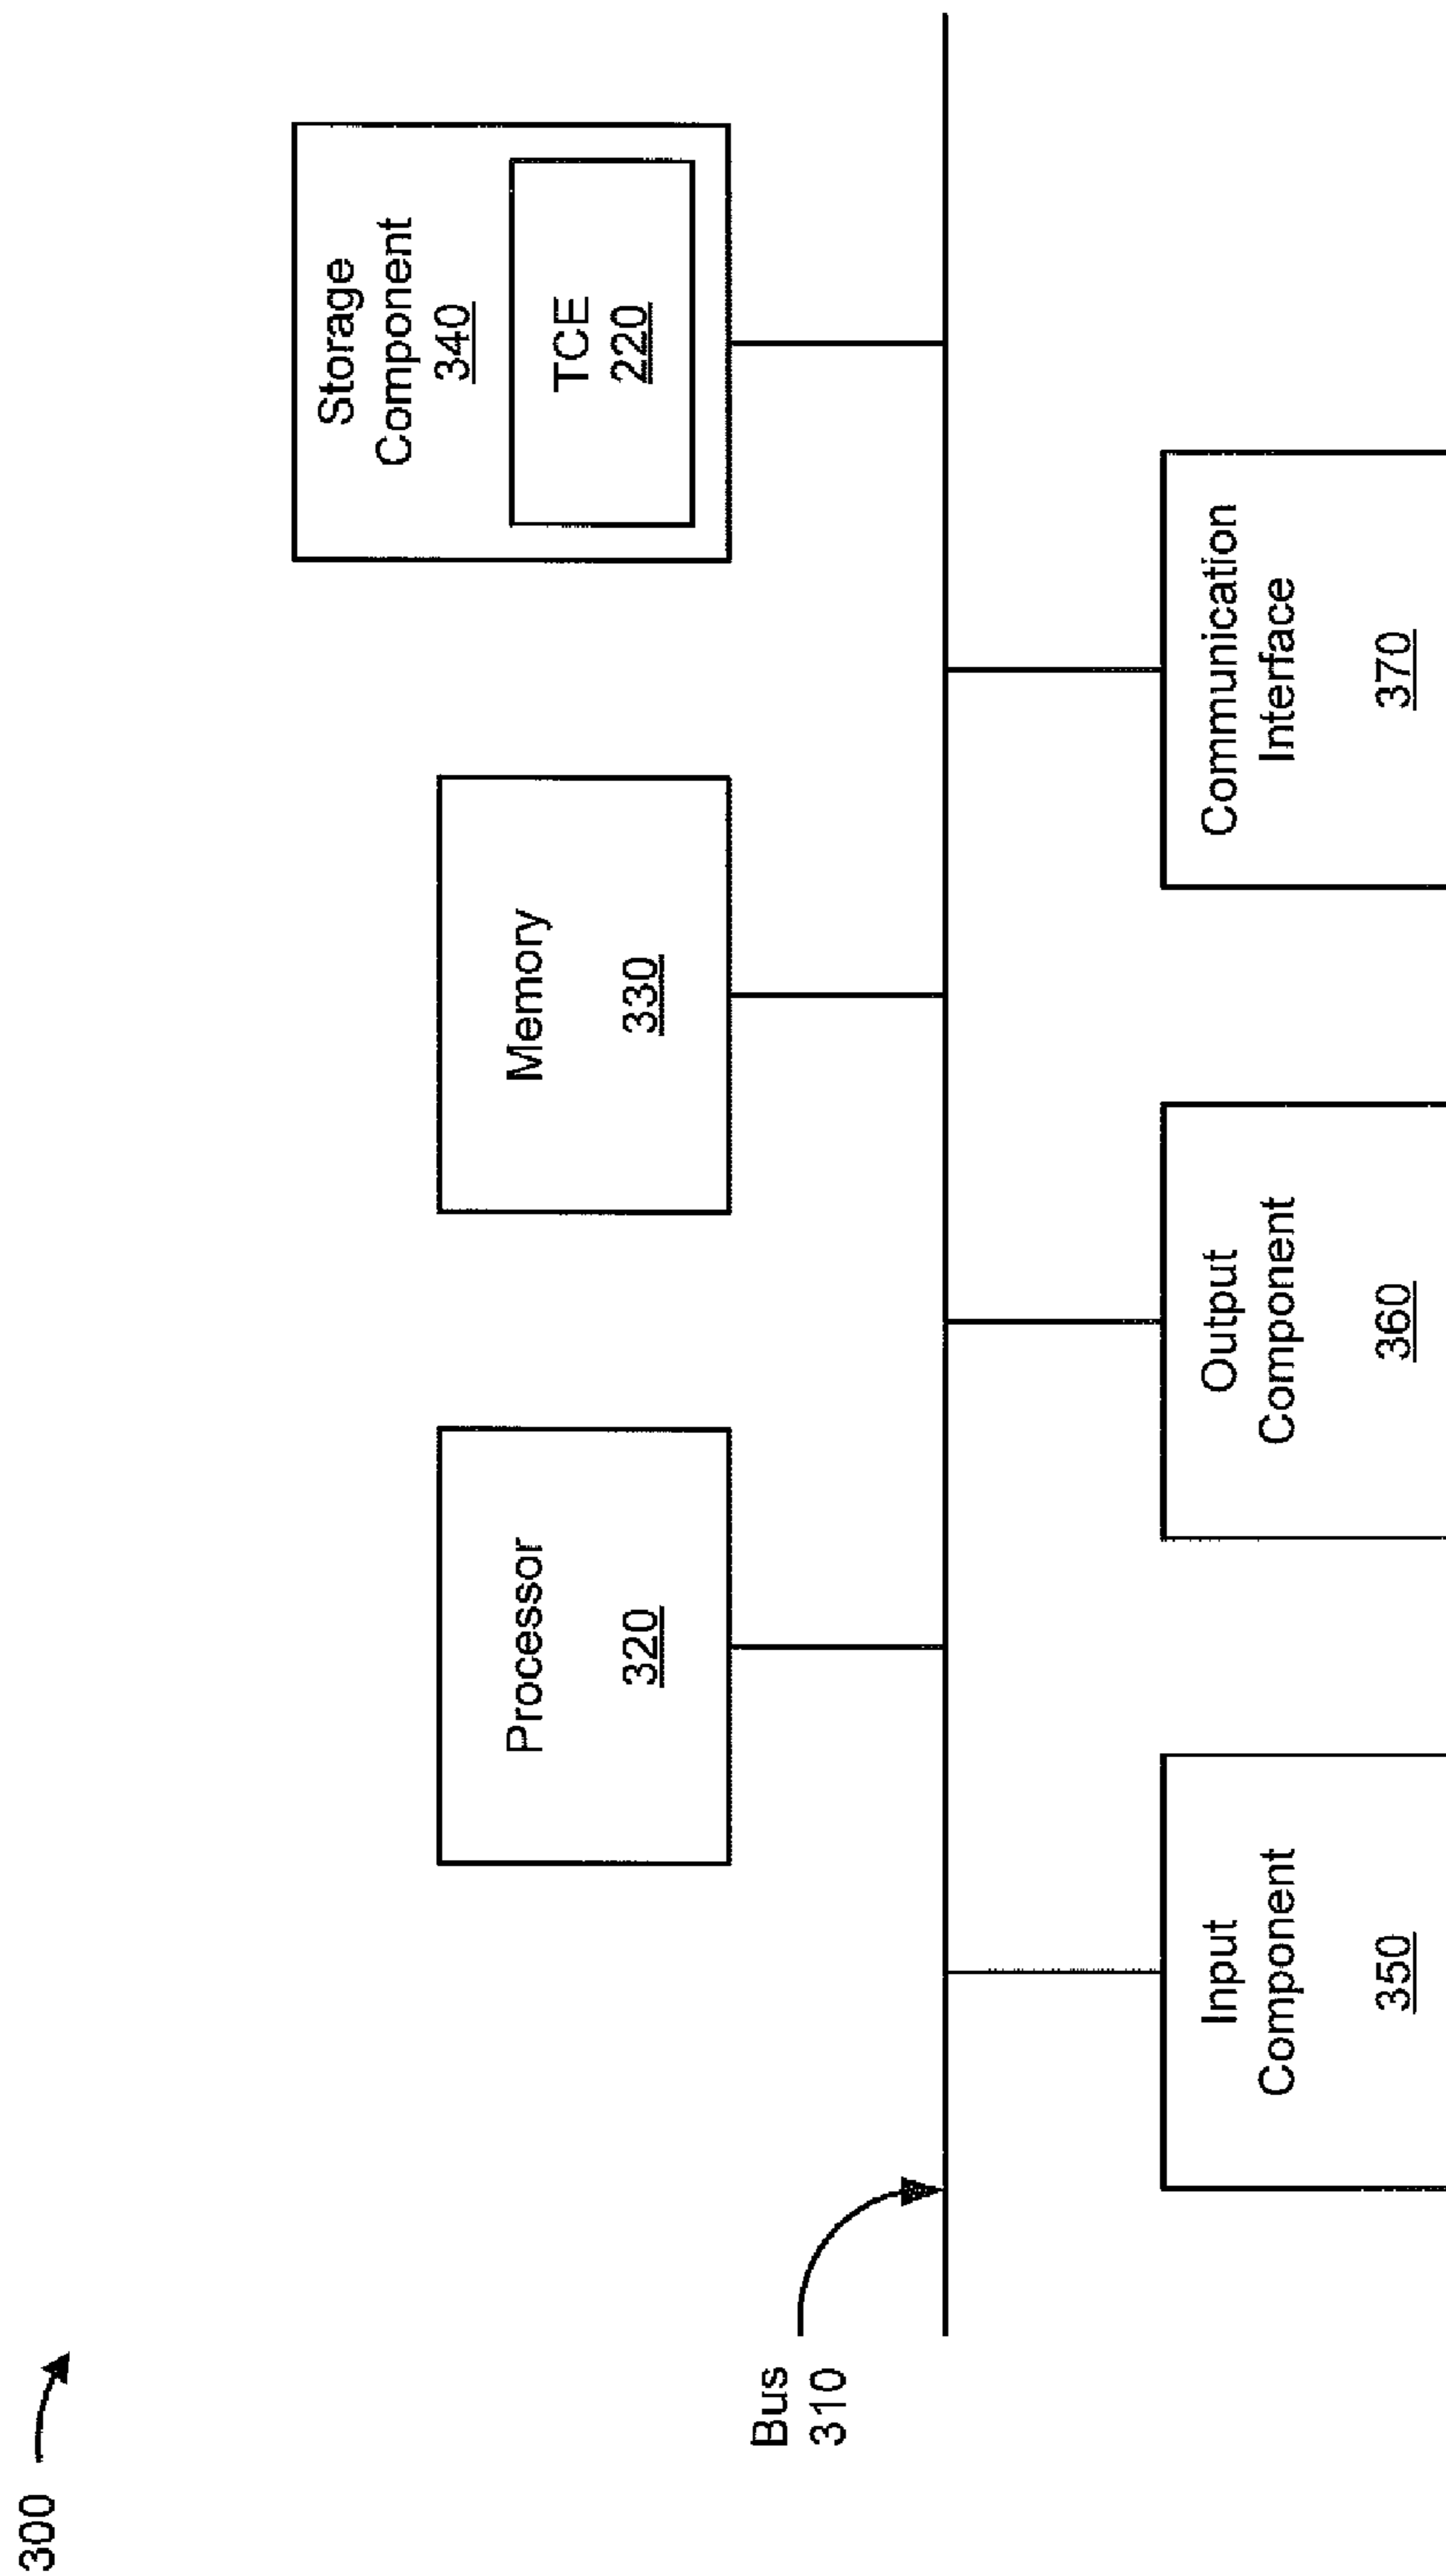 300
Processor
320
Memory
330
Storage
Component
340
TCE
220
Bus
310
Input
Component
350
Output
Component
360
Communication
Interface
370